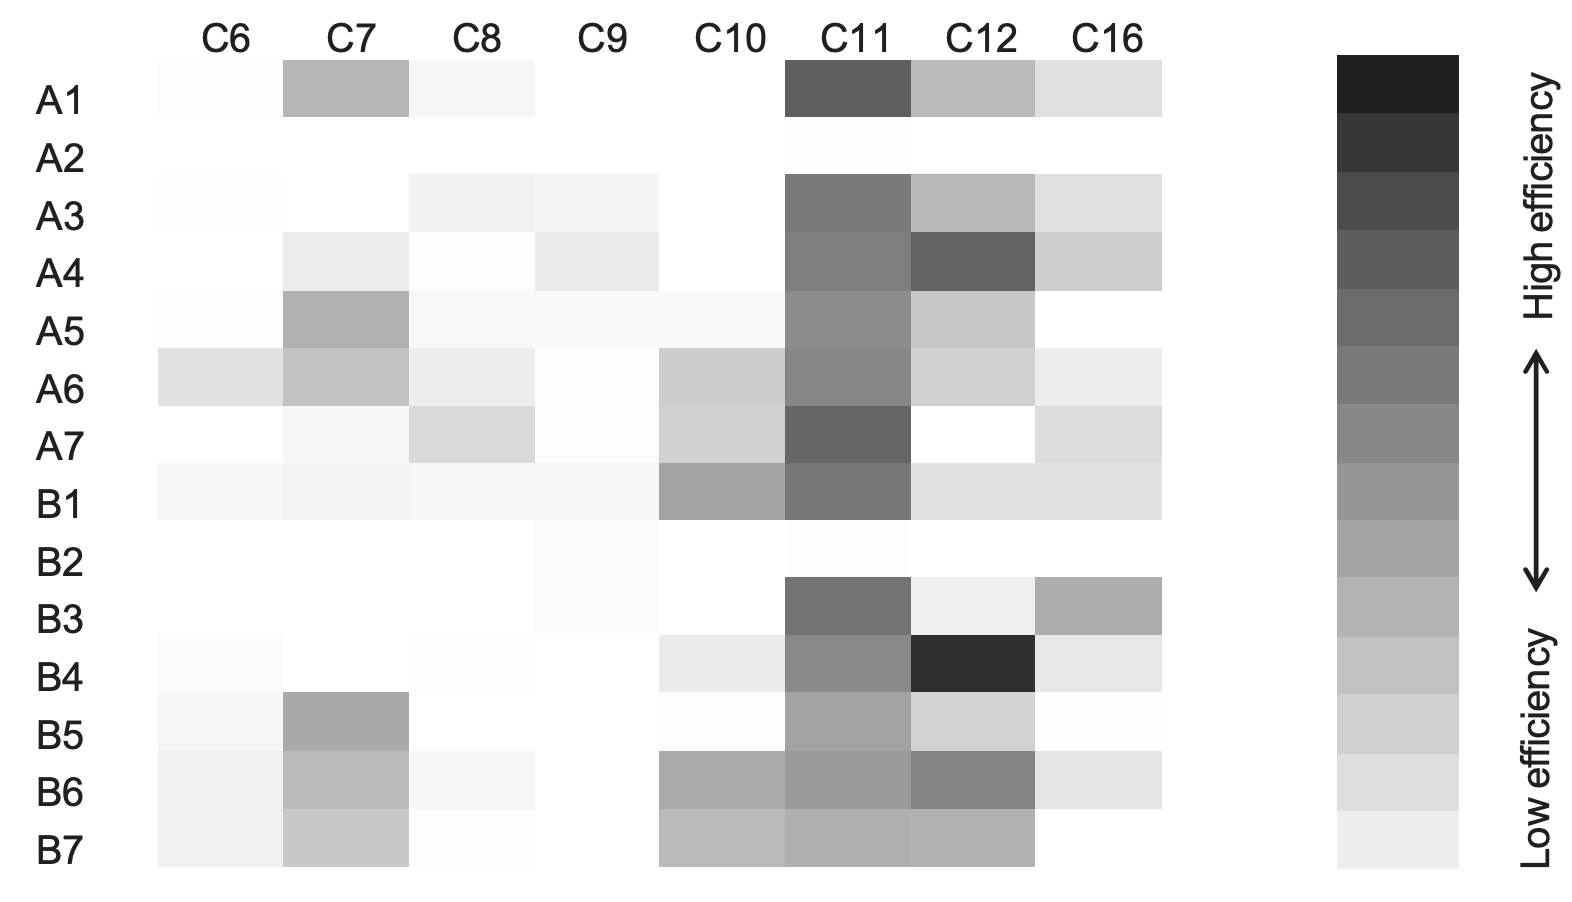 C6 C7 C8 C9 C10 C11 C12 C16
A1
A2
A3
A4
A5
A6
A7
B1
B2
B3
B4
B5
B6
B7
High efficiency
Low efficiency